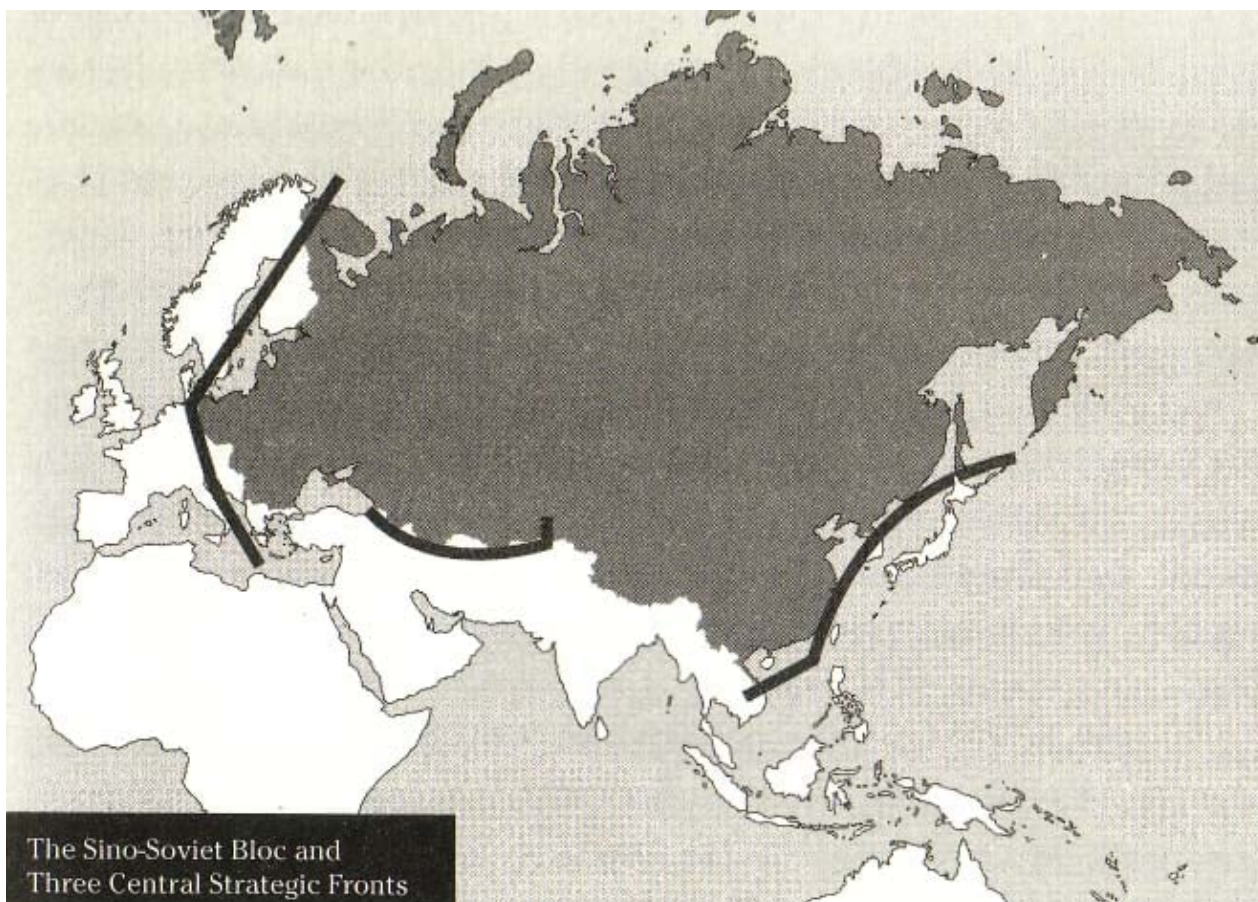 The Sino-Soviet Bloc and
Three Central Strategic Fronts